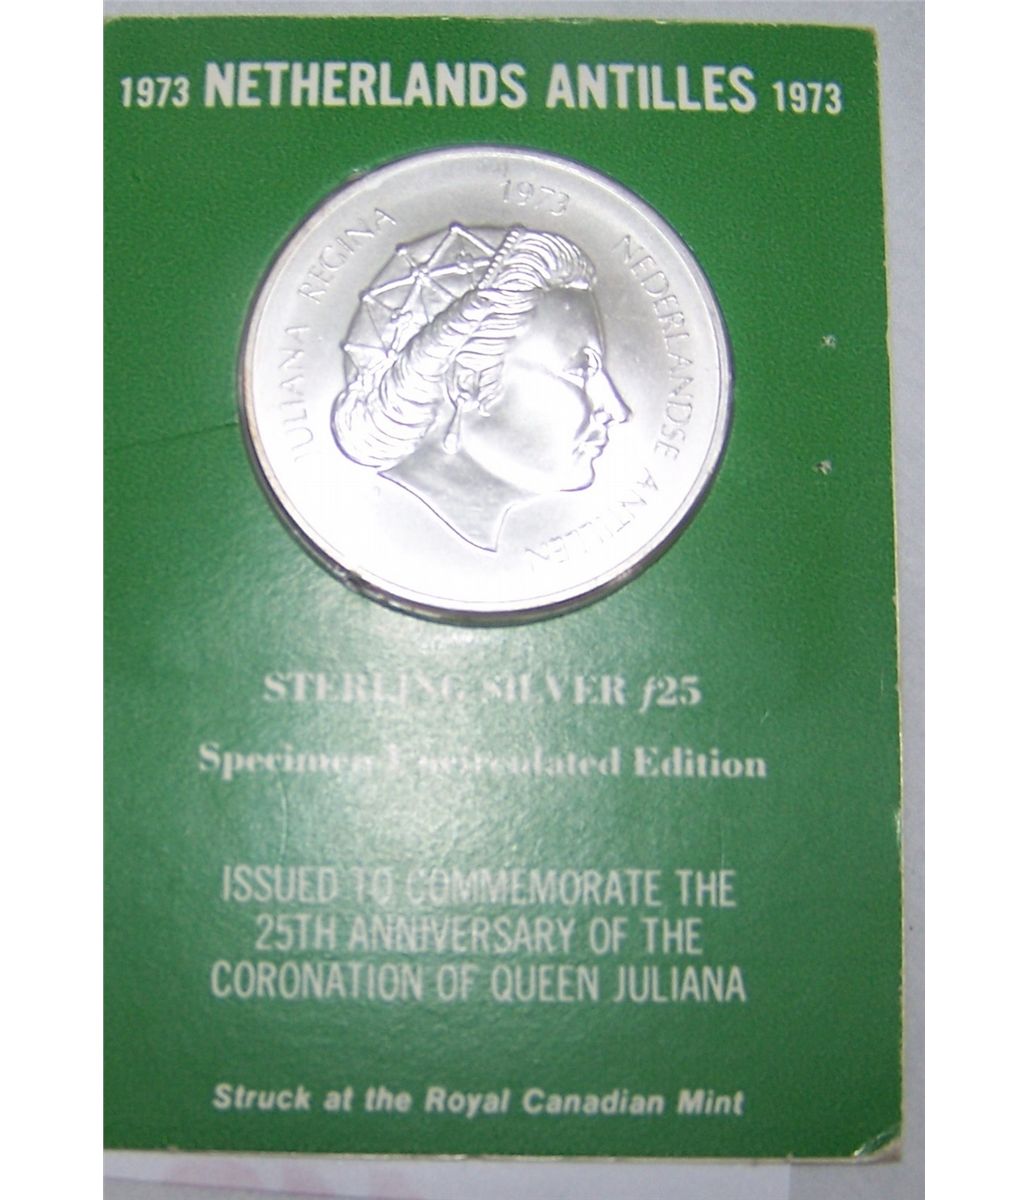 1973 NETHERLANDS ANTILLES 1973
JULIANA REGINA 1973 NEDERLANDSE ANTILLEN
STERLING SILVER ƒ25
Specimen Uncirculated Edition
ISSUED TO COMMEMORATE THE
25TH ANNIVERSARY OF THE
CORONATION OF QUEEN JULIANA
Struck at the Royal Canadian Mint